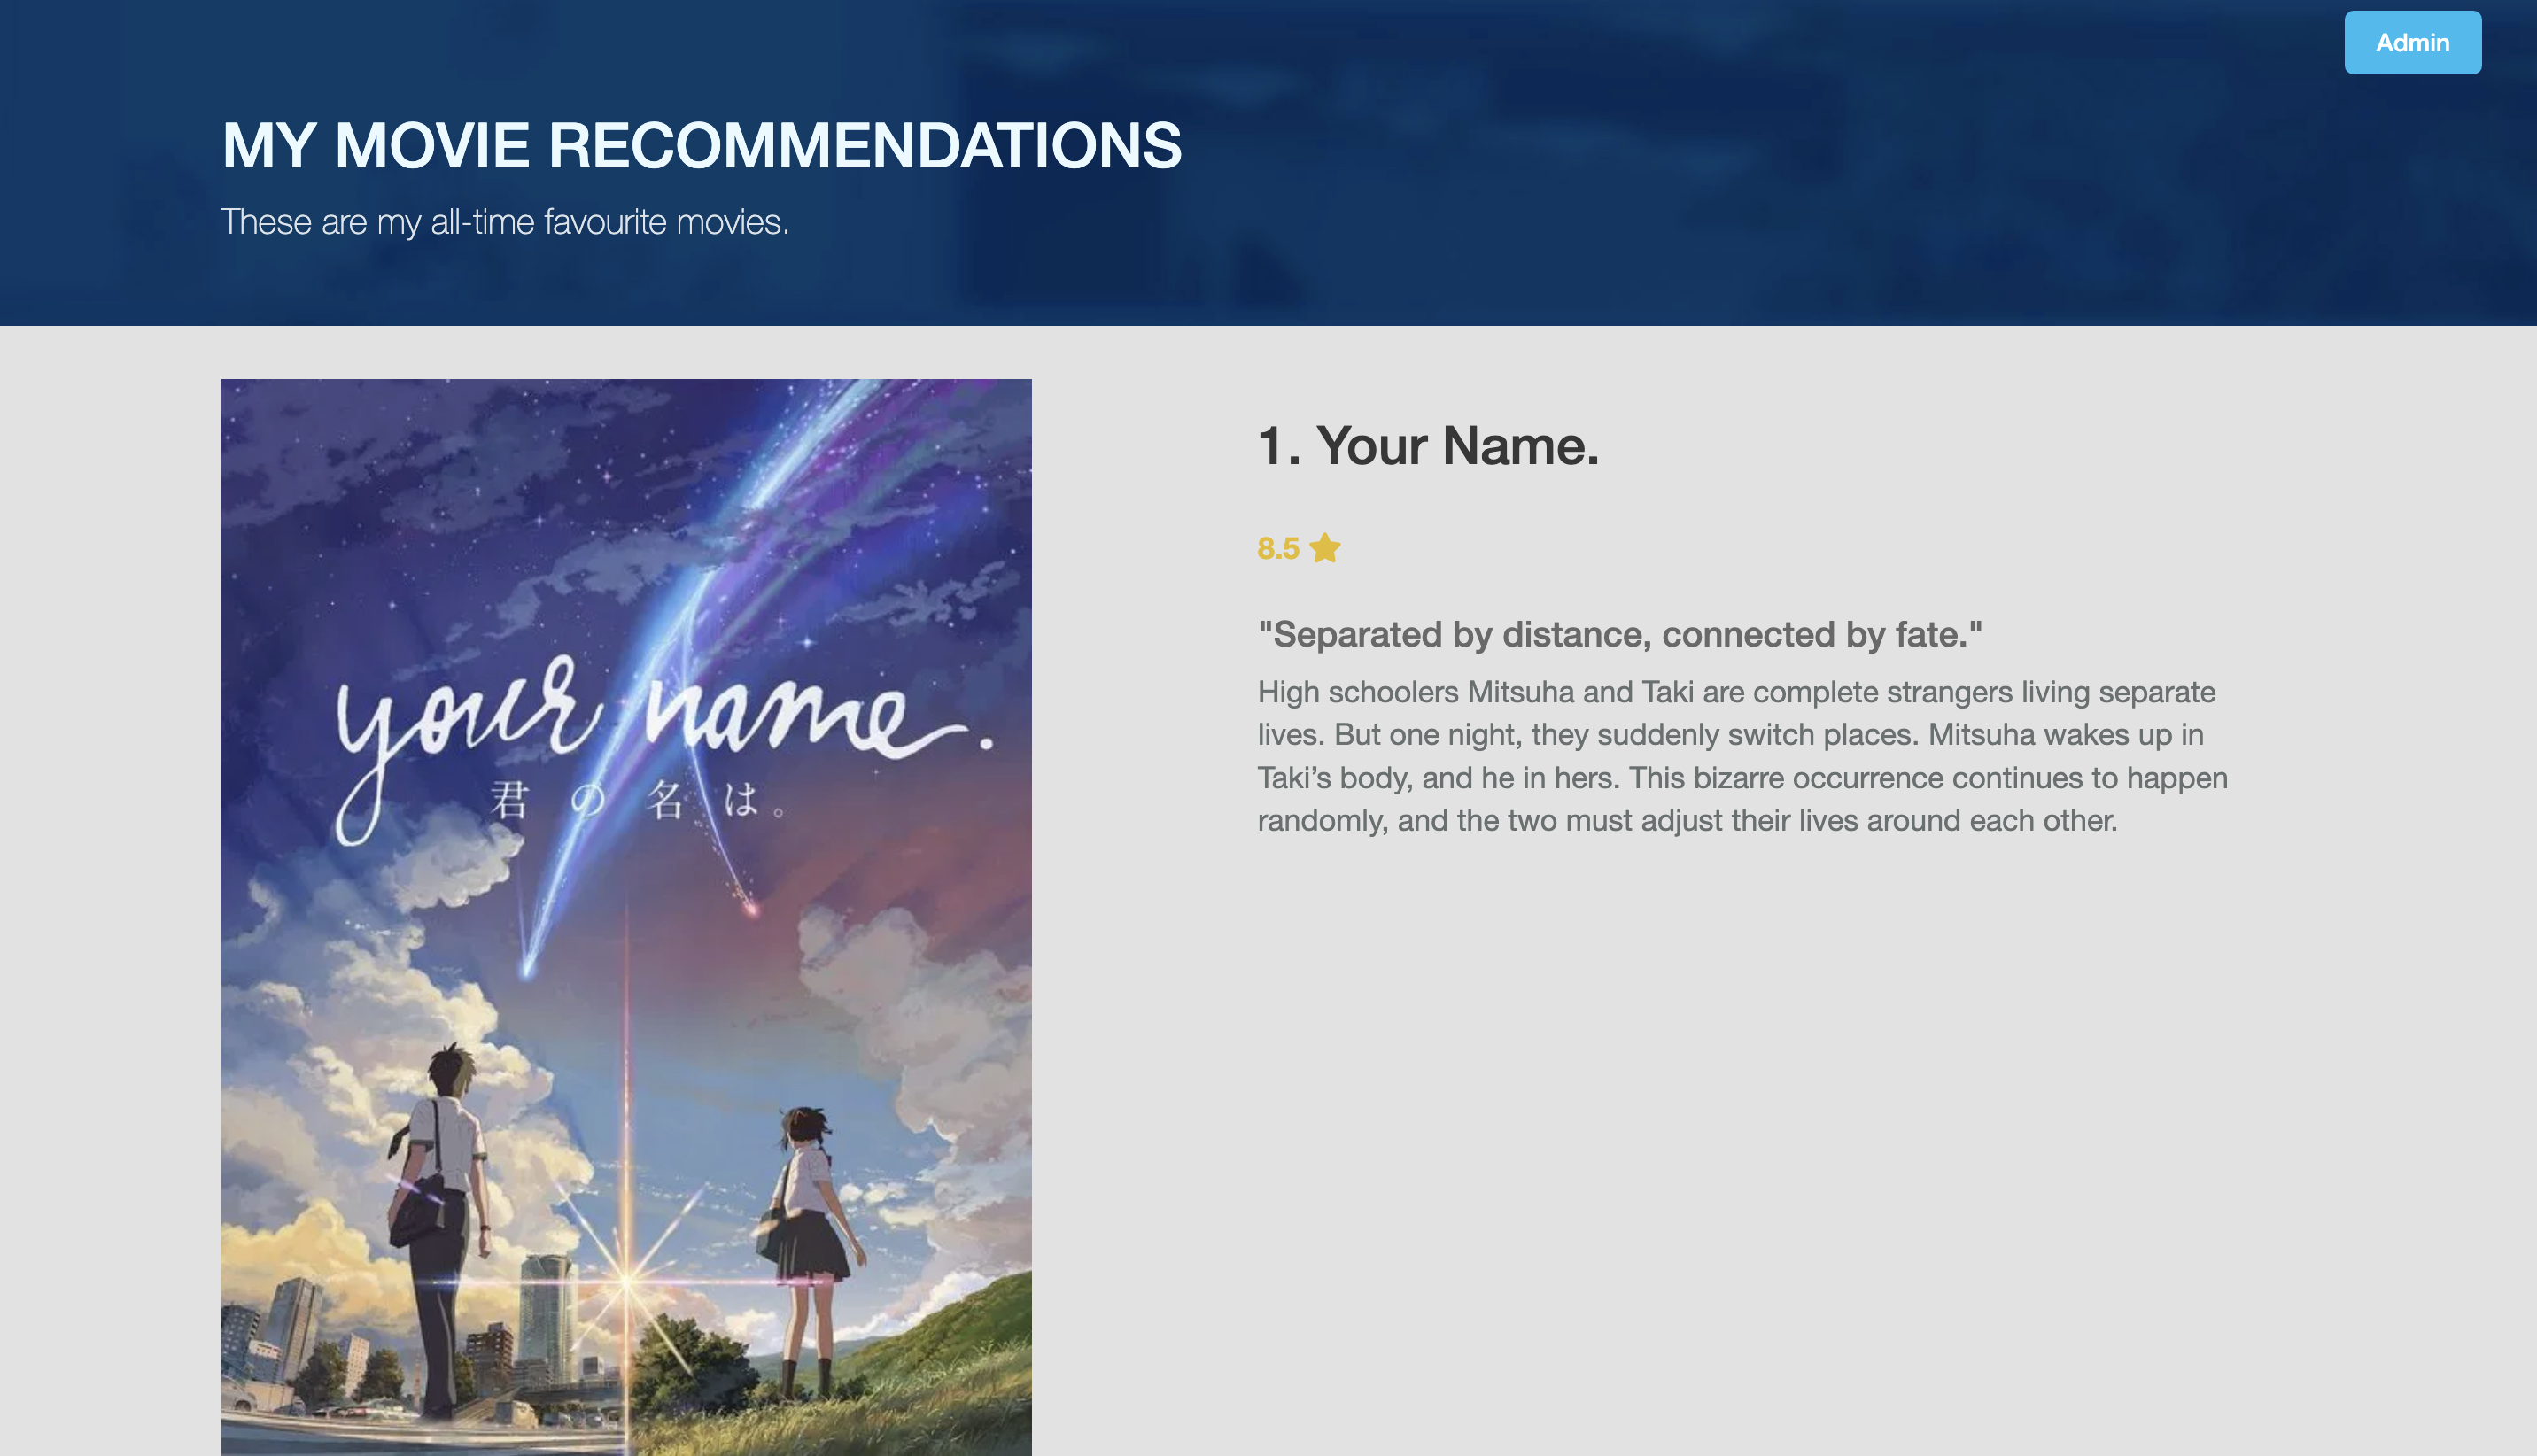 Admin
MY MOVIE RECOMMENDATIONS
These are my all-time favourite movies.
your name.
君の名は。
1. Your Name.
8.5
"Separated by distance, connected by fate."
High schoolers Mitsuha and Taki are complete strangers living separate
lives. But one night, they suddenly switch places. Mitsuha wakes up in
Taki’s body, and he in hers. This bizarre occurrence continues to happen
randomly, and the two must adjust their lives around each other.